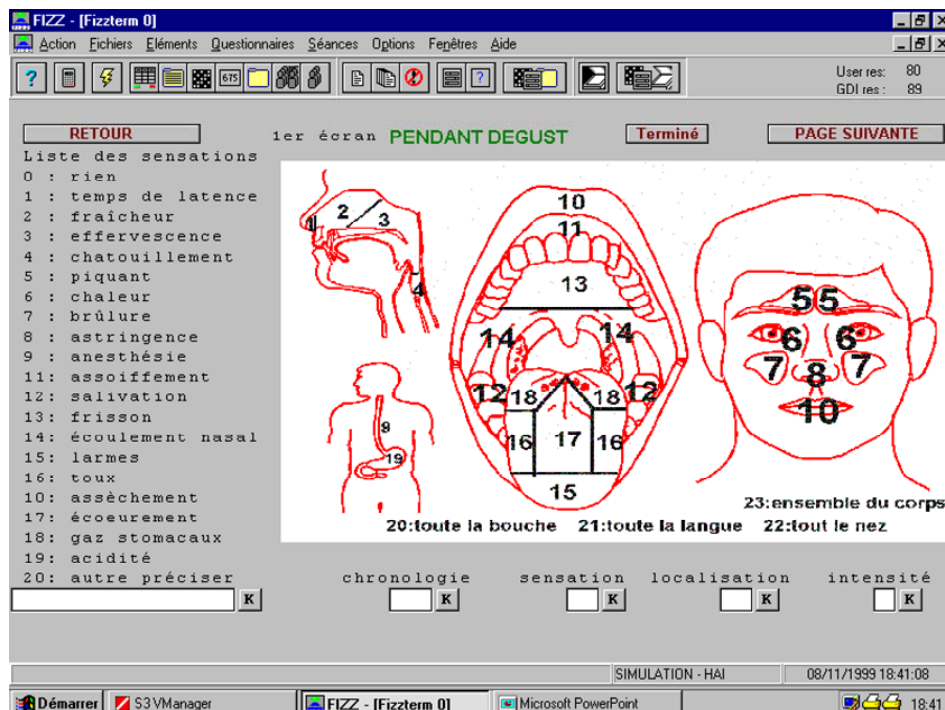 FIZZ - [Fizzterm 0]
Action Fichiers Eléments Questionnaires Séances Options Fenêtres Aide
? 675 ? User res: 80
GDI res: 89
RETOUR 1er écran PENDANT DEGUST Terminé PAGE SUIVANTE
Liste des sensations
0 : rien
1 : temps de latence
2 : fraîcheur
3 : effervescence
4 : chatouillement
5 : piquant
6 : chaleur
7 : brûlure
8 : astringence
9 : anesthésie
11: assoiffement
12: salivation
13: frisson
14: écoulement nasal
15: larmes
16: toux
10: assèchement
17: écoeurement
18: gaz stomacaux
19: acidité
20: autre préciser
1 2 3
4
9
19
10
11
13
14 14
12 18 18 12
16 17 16
15
5 5
6 6
7 8 7
10
23:ensemble du corps
20:toute la bouche 21:toute la langue 22:tout le nez
chronologie sensation localisation intensité
K K K K K
SIMULATION - HAI 08/11/1999 18:41:08
Démarrer S3 VManager FIZZ - [Fizzterm 0] Microsoft PowerPoint 18:41